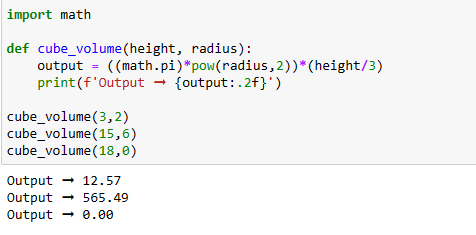 import math
def cube_volume(height, radius):
    output = ((math.pi)*pow(radius,2))*(height/3)
    print(f'Output ➞ {output:.2f}')
cube_volume(3,2)
cube_volume(15,6)
cube_volume(18,0)
Output ➞ 12.57
Output ➞ 565.49
Output ➞ 0.00